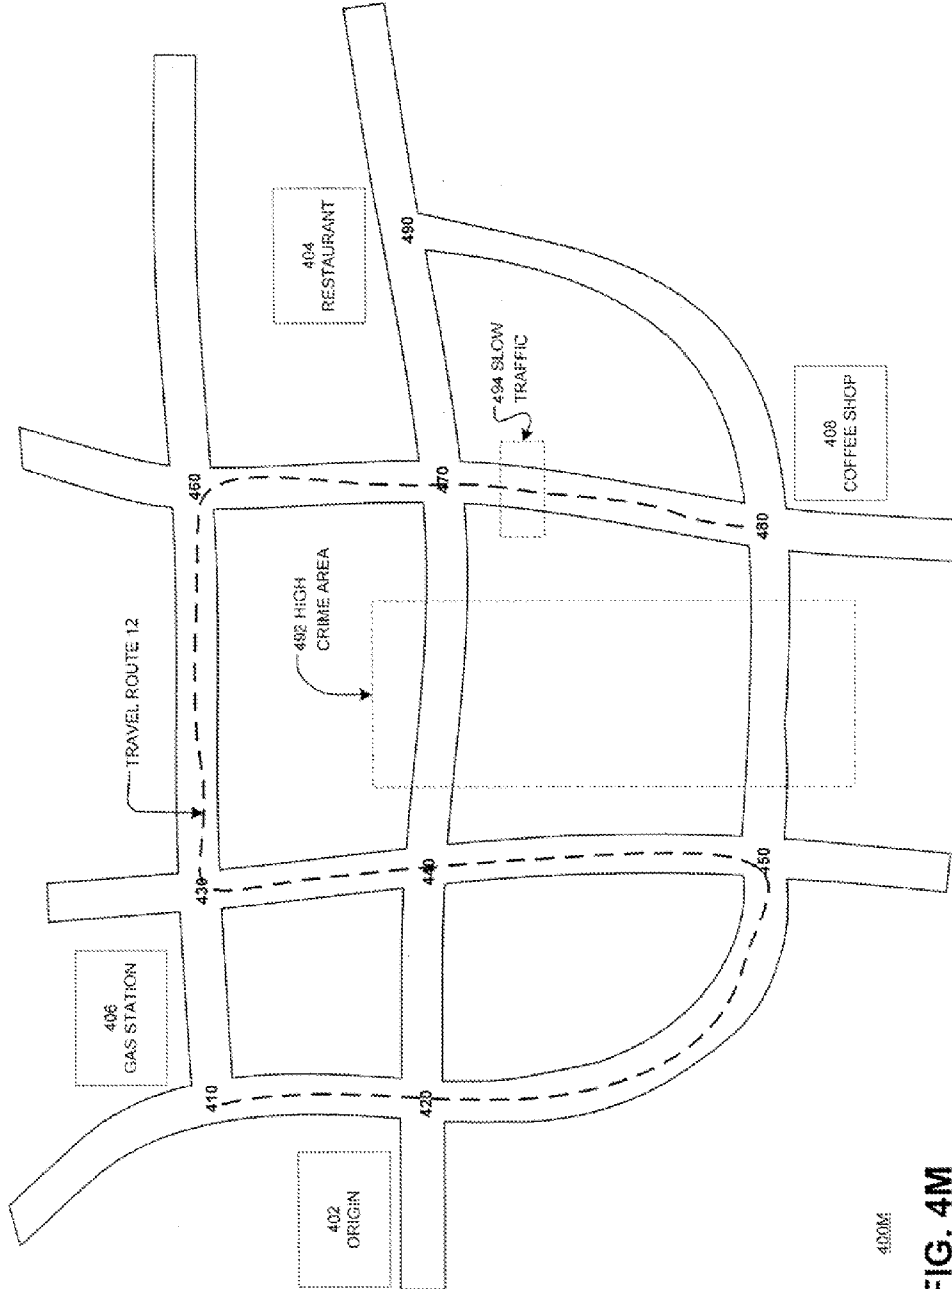 406
GAS STATION
TRAVEL ROUTE 12
402
ORIGIN
410
430
460
492 HIGH
CRIME AREA
404
RESTAURANT
420
440
470
490
494 SLOW
TRAFFIC
450
480
408
COFFEE SHOP
400M
FIG. 4M